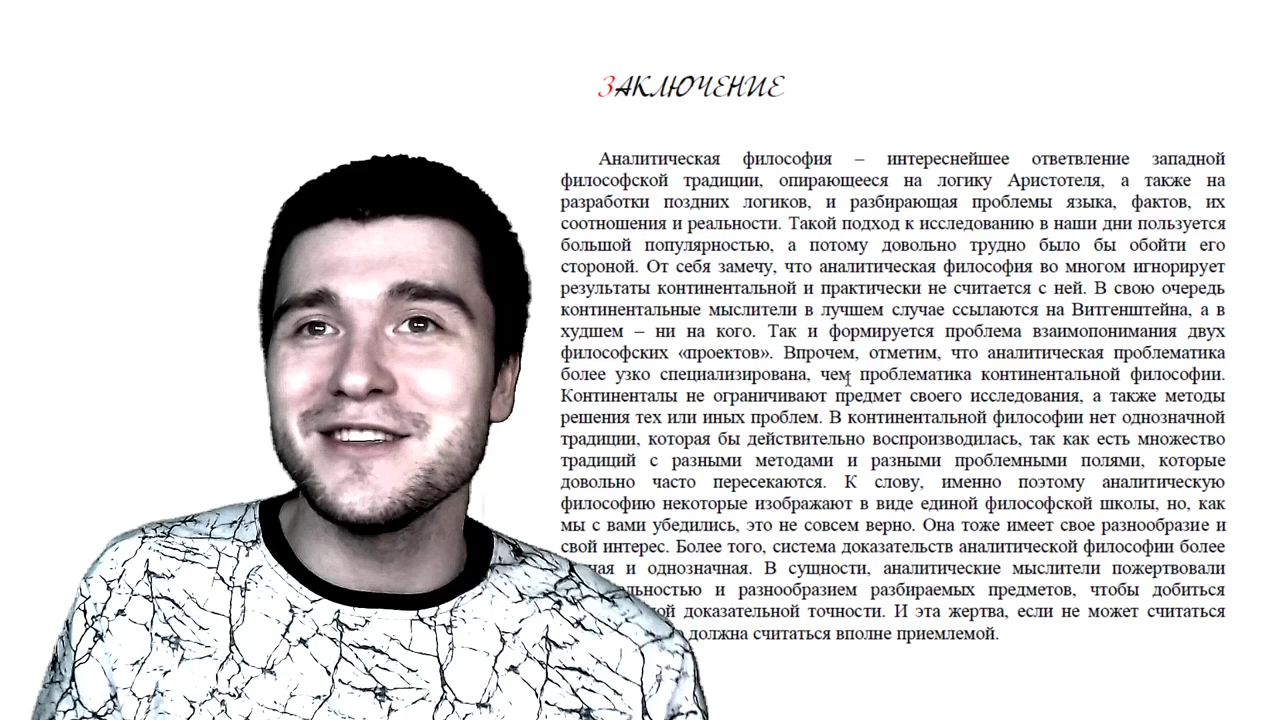 ЗАКЛЮЧЕНИЕ
Аналитическая философия – интереснейшее ответвление западной
философской традиции, опирающееся на логику Аристотеля, а также на
разработки поздних логиков, и разбирающая проблемы языка, фактов, их
соотношения и реальности. Такой подход к исследованию в наши дни пользуется
большой популярностью, а потому довольно трудно было бы обойти его
стороной. От себя замечу, что аналитическая философия во многом игнорирует
результаты континентальной и практически не считается с ней. В свою очередь
континентальные мыслители в лучшем случае ссылаются на Витгенштейна, а в
худшем – ни на кого. Так и формируется проблема взаимопонимания двух
философских «проектов». Впрочем, отметим, что аналитическая проблематика
более узко специализирована, чем проблематика континентальной философии.
Континенталы не ограничивают предмет своего исследования, а также методы
решения тех или иных проблем. В континентальной философии нет однозначной
традиции, которая бы действительно воспроизводилась, так как есть множество
традиций с разными методами и разными проблемными полями, которые
довольно часто пересекаются. К слову, именно поэтому аналитическую
философию некоторые изображают в виде единой философской школы, но, как
мы с вами убедились, это не совсем верно. Она тоже имеет свое разнообразие и
свой интерес. Более того, система доказательств аналитической философии более
и однозначная. В сущности, аналитические мыслители пожертвовали
и разнообразием разбираемых предметов, чтобы добиться
доказательной точности. И эта жертва, если не может считаться
должна считаться вполне приемлемой.